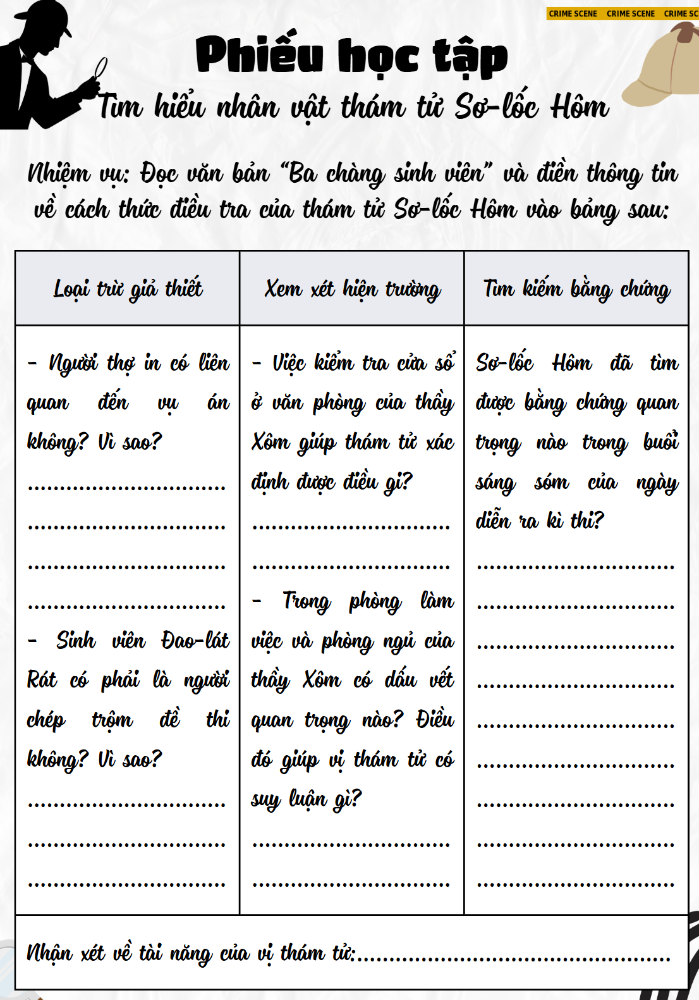 CRIME SCENE CRIME SCENE CRIME SC
Phiếu học tập
Tìm hiểu nhân vật thám tử Sơ-lốc Hôm
Nhiệm vụ: Đọc văn bản “Ba chàng sinh viên” và điền thông tin
về cách thức điều tra của thám tử Sơ-lốc Hôm vào bảng sau:
Loại trừ giả thiết
Xem xét hiện trường
Tìm kiếm bằng chứng
- Người thợ in có liên
quan đến vụ án
không? Vì sao?
...............................
...............................
...............................
...............................
- Sinh viên Đao-lát
Rát có phải là người
chép trộm đề thi
không? Vì sao?
...............................
...............................
...............................
- Việc kiểm tra cửa sổ
ở văn phòng của thầy
Xôm giúp thám tử xác
định được điều gì?
...............................
...............................
- Trong phòng làm
việc và phòng ngủ của
thầy Xôm có dấu vết
quan trọng nào? Điều
đó giúp vị thám tử có
suy luận gì?
...............................
...............................
Sơ-lốc Hôm đã tìm
được bằng chứng quan
trọng nào trong buổi
sáng sớm của ngày
diễn ra kì thi?
...............................
...............................
...............................
...............................
...............................
...............................
...............................
...............................
...............................
Nhận xét về tài năng của vị thám tử:.................................................